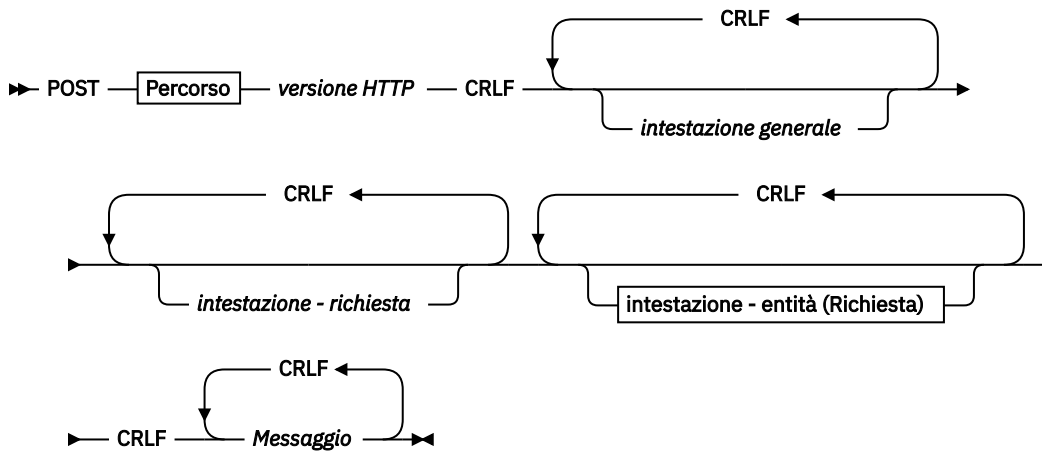 CRLF
POST Percorso versione HTTP CRLF
intestazione generale
CRLF CRLF
intestazione - richiesta intestazione - entità (Richiesta)
CRLF
CRLF Messaggio